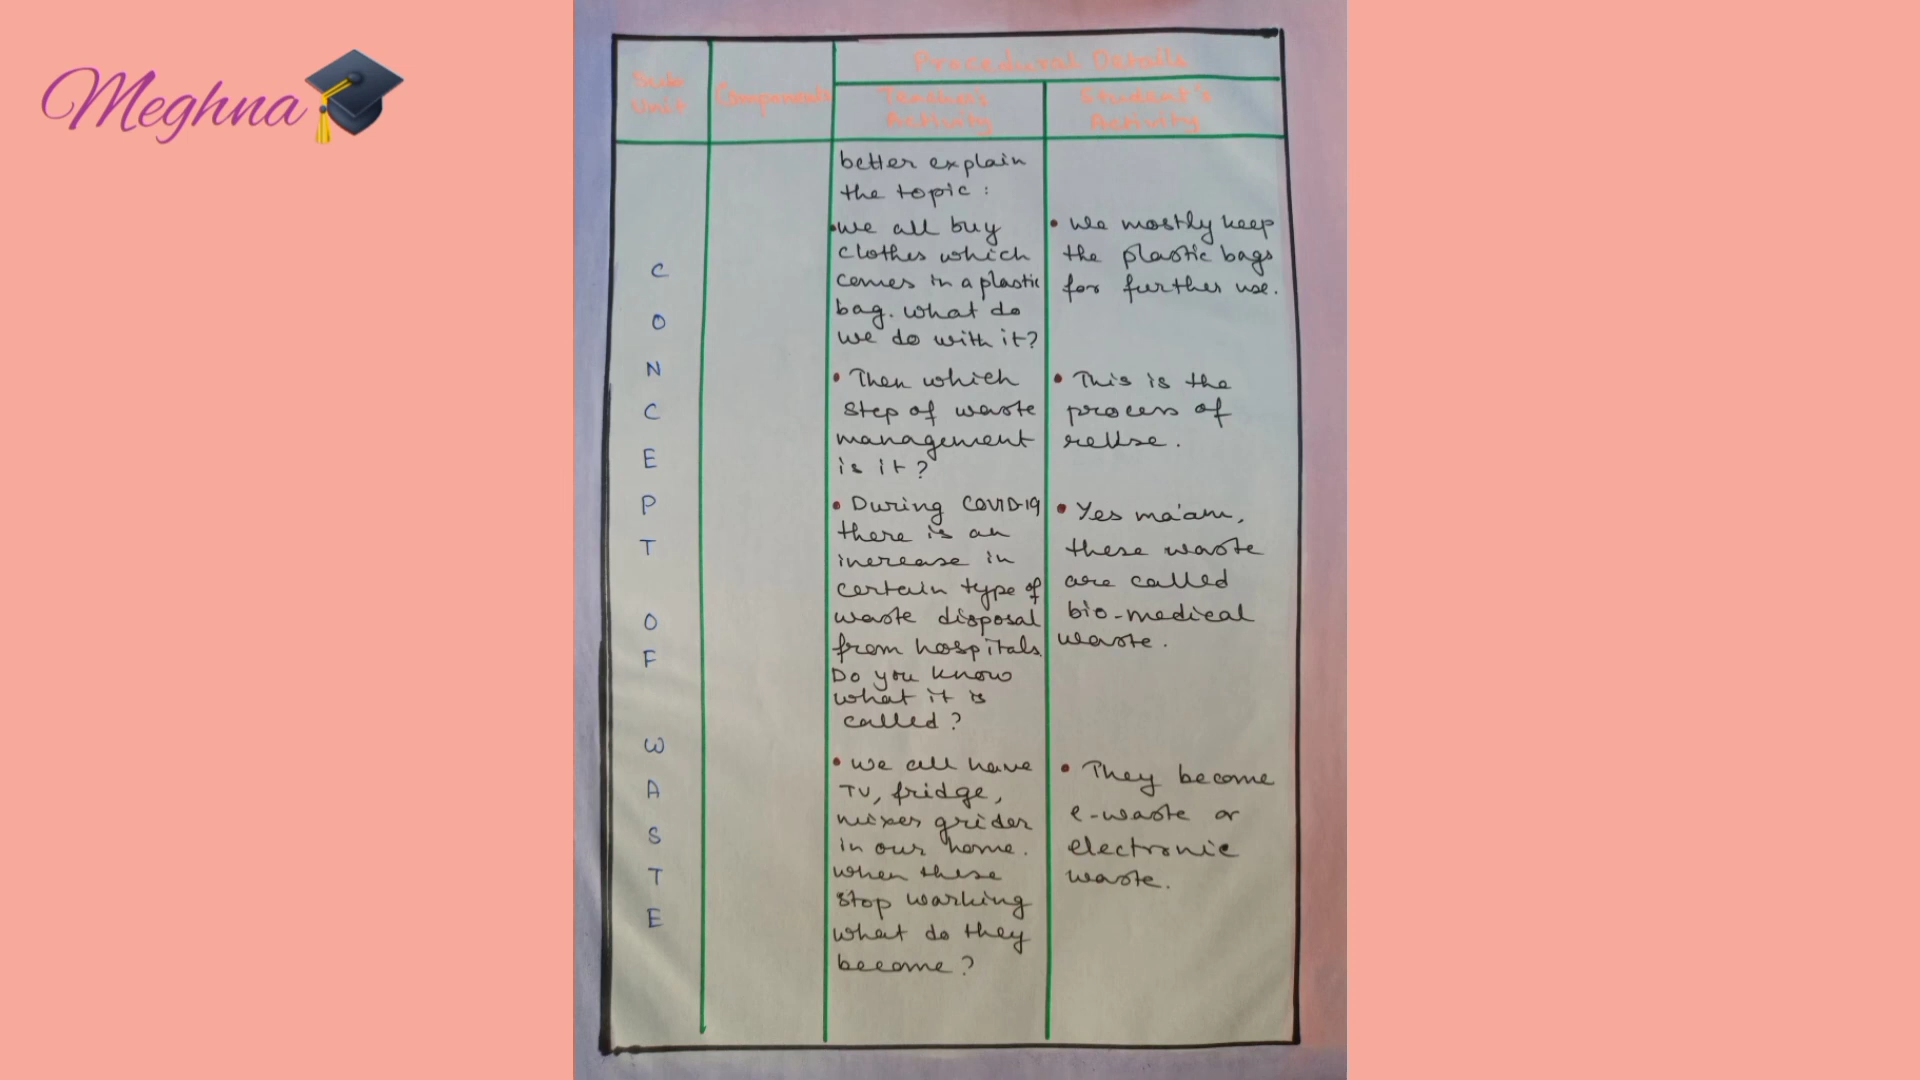 Meghna
Procedural Details
Sub
Unit
Components
Teacher's
Activity
Student's
Activity
better explain
the topic :
• We all buy
clothes which
comes in a plastic
bag. What do
we do with it?
• Then which
step of waste
management
is it?
• During COVID-19
there is an
increase in
certain type of
waste disposal
from hospitals.
Do you know
what it is
called?
• We all have
TV, fridge,
mixer grider
in our home.
When these
stop working
what do they
become?
• We mostly keep
the plastic bags
for further use.
• This is the
process of
reUse.
• Yes ma'am,
these waste
are called
bio-medical
waste.
• They become
e-waste or
electronic
waste.
C
O
N
C
E
P
T
O
F
W
A
S
T
E